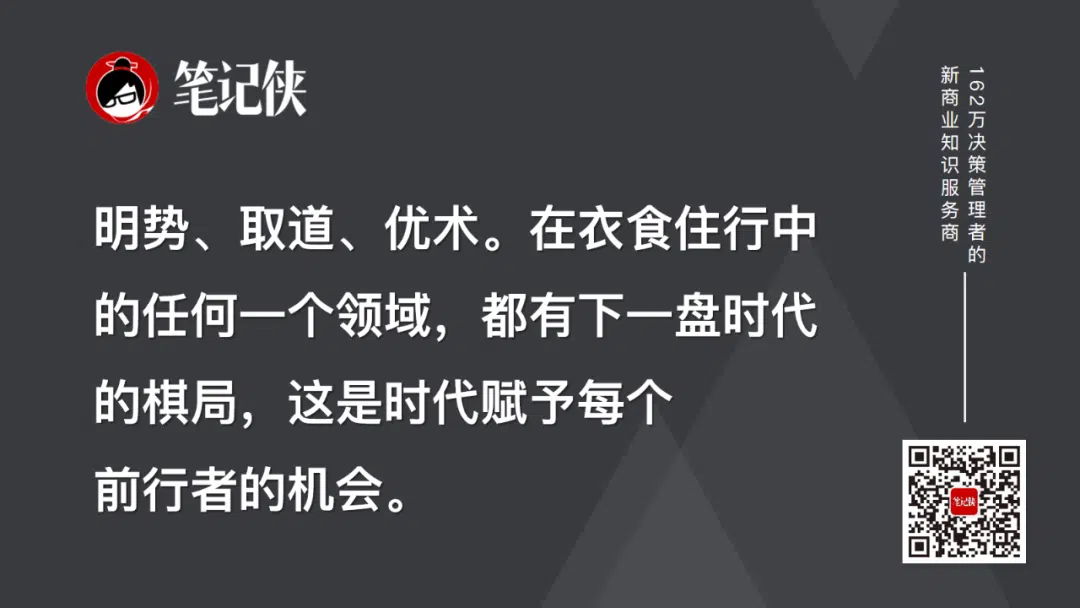 笔记侠
162万决策管理者的
新商业知识服务商
明势、取道、优术。在衣食住行中
的任何一个领域，都有下一盘时代
的棋局，这是时代赋予每个
前行者的机会。
笔记侠